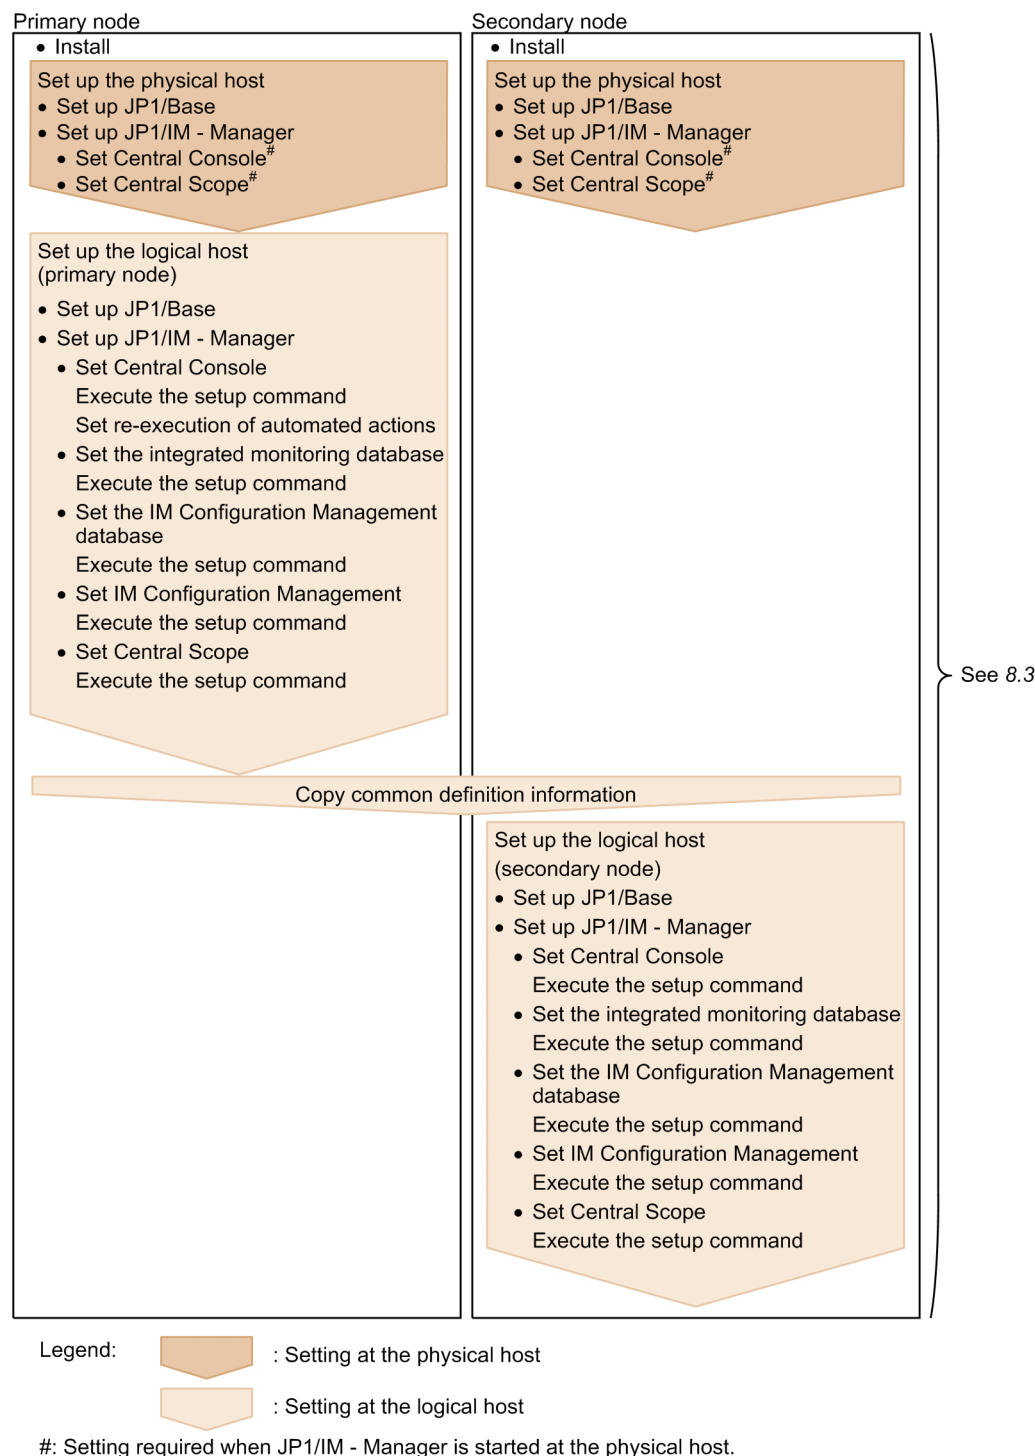 Primary node
• Install
Set up the physical host
• Set up JP1/Base
• Set up JP1/IM - Manager
• Set Central Console#
• Set Central Scope#
Set up the logical host
(primary node)
• Set up JP1/Base
• Set up JP1/IM - Manager
• Set Central Console
Execute the setup command
Set re-execution of automated actions
• Set the integrated monitoring database
Execute the setup command
• Set the IM Configuration Management
database
Execute the setup command
• Set IM Configuration Management
Execute the setup command
• Set Central Scope
Execute the setup command
Secondary node
• Install
Set up the physical host
• Set up JP1/Base
• Set up JP1/IM - Manager
• Set Central Console#
• Set Central Scope#
Copy common definition information
Set up the logical host
(secondary node)
• Set up JP1/Base
• Set up JP1/IM - Manager
• Set Central Console
Execute the setup command
• Set the integrated monitoring database
Execute the setup command
• Set the IM Configuration Management
database
Execute the setup command
• Set IM Configuration Management
Execute the setup command
• Set Central Scope
Execute the setup command
See 8.3
Legend:
: Setting at the physical host
: Setting at the logical host
#: Setting required when JP1/IM - Manager is started at the physical host.